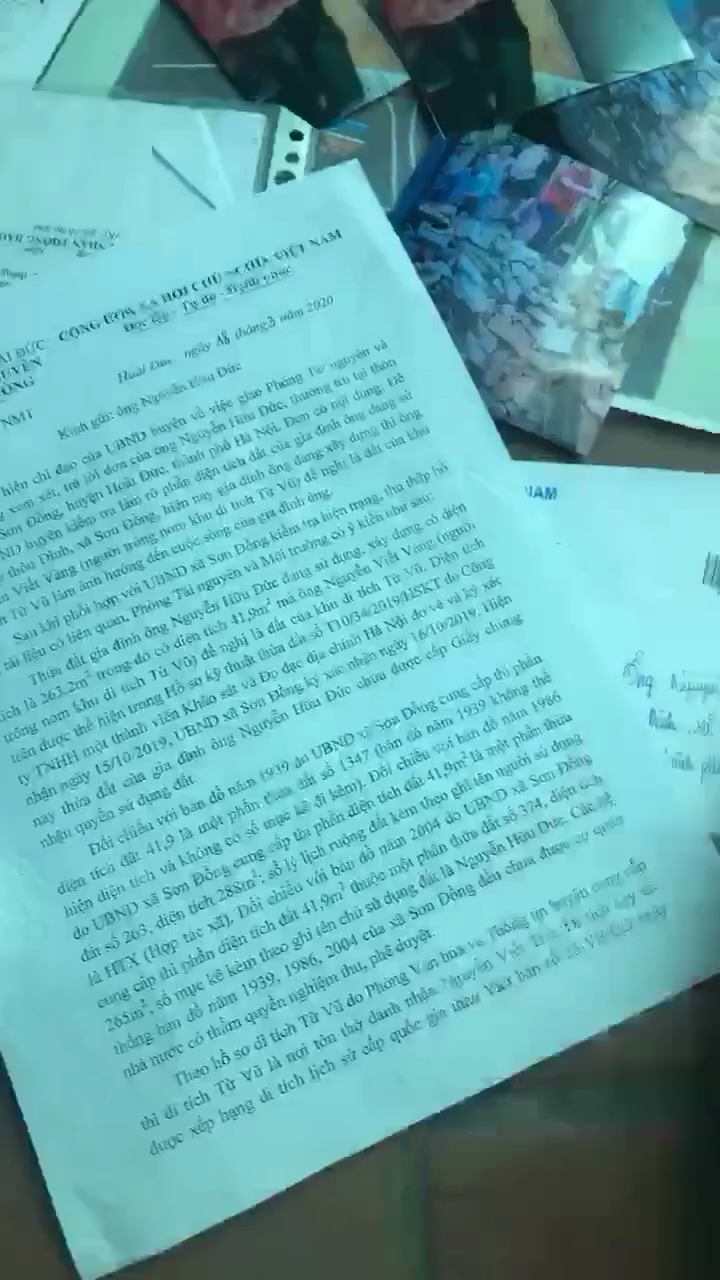 CỘNG HÒA XÃ HỘI CHỦ NGHĨA VIỆT NAM
Độc lập - Tự do - Hạnh phúc
Hoài Đức, ngày 18 tháng 3 năm 2020
Kính gửi: ông Nguyễn Hữu Đức
hiện chỉ đạo của UBND huyện về việc giao Phòng Tài nguyên và
xem xét, trả lời đơn của ông Nguyễn Hữu Đức, thường trú tại thôn
Sơn Đồng, huyện Hoài Đức, thành phố Hà Nội. Đơn có nội dung: Đề
huyện kiểm tra làm rõ phần diện tích đất của gia đình ông đang sử
thôn Đình, xã Sơn Đồng, hiện nay gia đình ông đang xây dựng thì ông
Viết Vàng (người trông nom khu di tích Từ Vũ) đề nghị là đất của khu
Từ Vũ làm ảnh hưởng đến cuộc sống của gia đình ông.
Sau khi phối hợp với UBND xã Sơn Đồng kiểm tra hiện trạng, thu thập hồ
tài liệu có liên quan, Phòng Tài nguyên và Môi trường có ý kiến như sau:
Thửa đất gia đình ông Nguyễn Hữu Đức đang sử dụng, xây dựng có diện
tích là 263,2m² trong đó có diện tích 41,9m² mà ông Nguyễn Viết Vàng (người
trông nom khu di tích Từ Vũ) đề nghị là đất của khu di tích Từ Vũ. Diện tích
trên được thể hiện trong Hồ sơ kỹ thuật thửa đất số T10/34/2019/HSKT do Công
ty TNHH một thành viên Khảo sát và Đo đạc địa chính Hà Nội đo vẽ và ký xác
nhận ngày 15/10/2019, UBND xã Sơn Đồng ký xác nhận ngày 16/10/2019. Hiện
nay thửa đất của gia đình ông Nguyễn Hữu Đức chưa được cấp Giấy chứng
nhận quyền sử dụng đất.
Đối chiếu với bản đồ năm 1939 do UBND xã Sơn Đồng cung cấp thì phần
diện tích đất 41,9 là một phần thửa đất số 1347 (bản đồ năm 1939 không thể
hiện diện tích và không có sổ mục kê đi kèm). Đối chiếu với bản đồ năm 1986
do UBND xã Sơn Đồng cung cấp thì phần diện tích đất 41,9m² là một phần thửa
đất số 263, diện tích 288m², sổ lý lịch ruộng đất kèm theo ghi tên người sử dụng
là HTX (Hợp tác xã). Đối chiếu với bản đồ năm 2004 do UBND xã Sơn Đồng
cung cấp thì phần diện tích đất 41,9m² thuộc một phần thửa đất số 374, diện tích
265m², sổ mục kê kèm theo ghi tên chủ sử dụng đất là Nguyễn Hữu Đức. Các hệ
thống bản đồ năm 1939, 1986, 2004 của xã Sơn Đồng đều chưa được cơ quan
nhà nước có thẩm quyền nghiệm thu, phê duyệt.
Theo hồ sơ di tích Từ Vũ do Phòng Văn hóa và Thông tin huyện cung cấp
thì di tích Từ Vũ là nơi tôn thờ danh nhân Nguyễn Viết
được xếp hạng di tích lịch sử cấp quốc gia theo
NAM
Ông Nguyễn